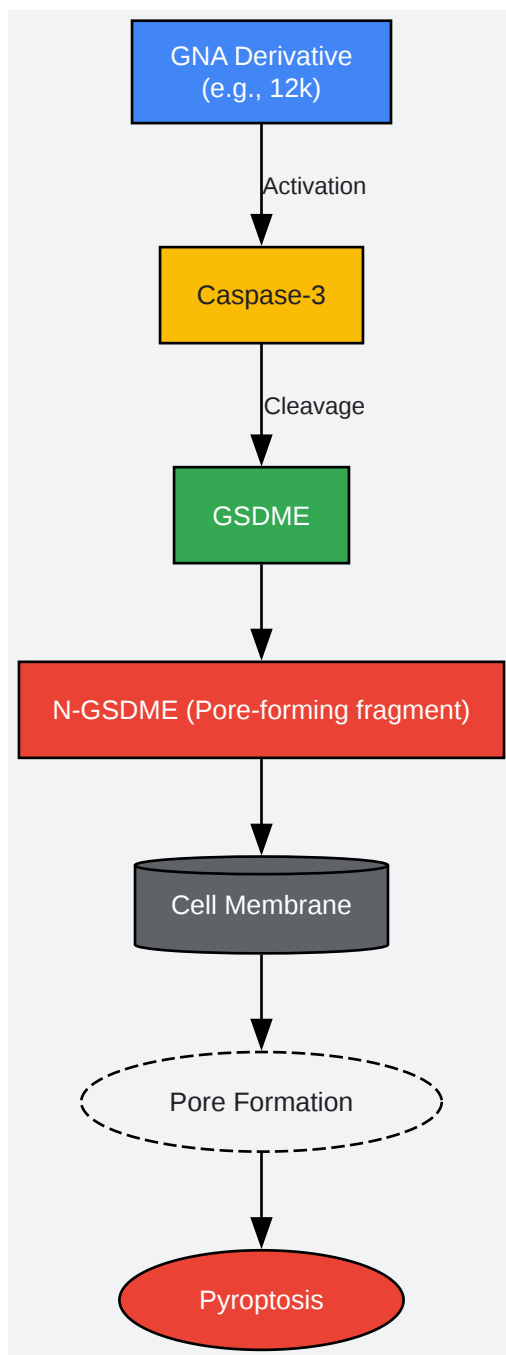 GNA Derivative
(e.g., 12k)
Activation
Caspase-3
Cleavage
GSDME
N-GSDME (Pore-forming fragment)
Cell Membrane
Pore Formation
Pyroptosis